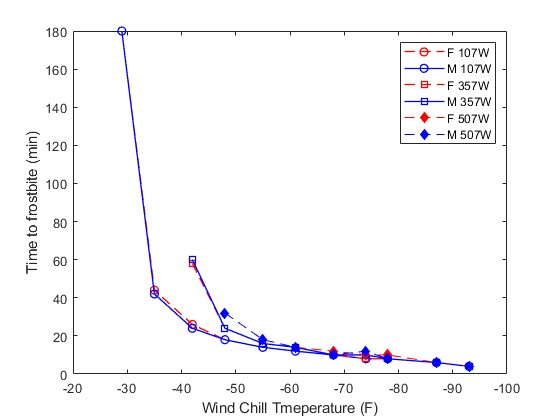 180
160
140
120
100
80
60
40
20
0
-20 -30 -40 -50 -60 -70 -80 -90 -100
Time to frostbite (min)
Wind Chill Tmeperature (F)
F 107W
M 107W
F 357W
M 357W
F 507W
M 507W